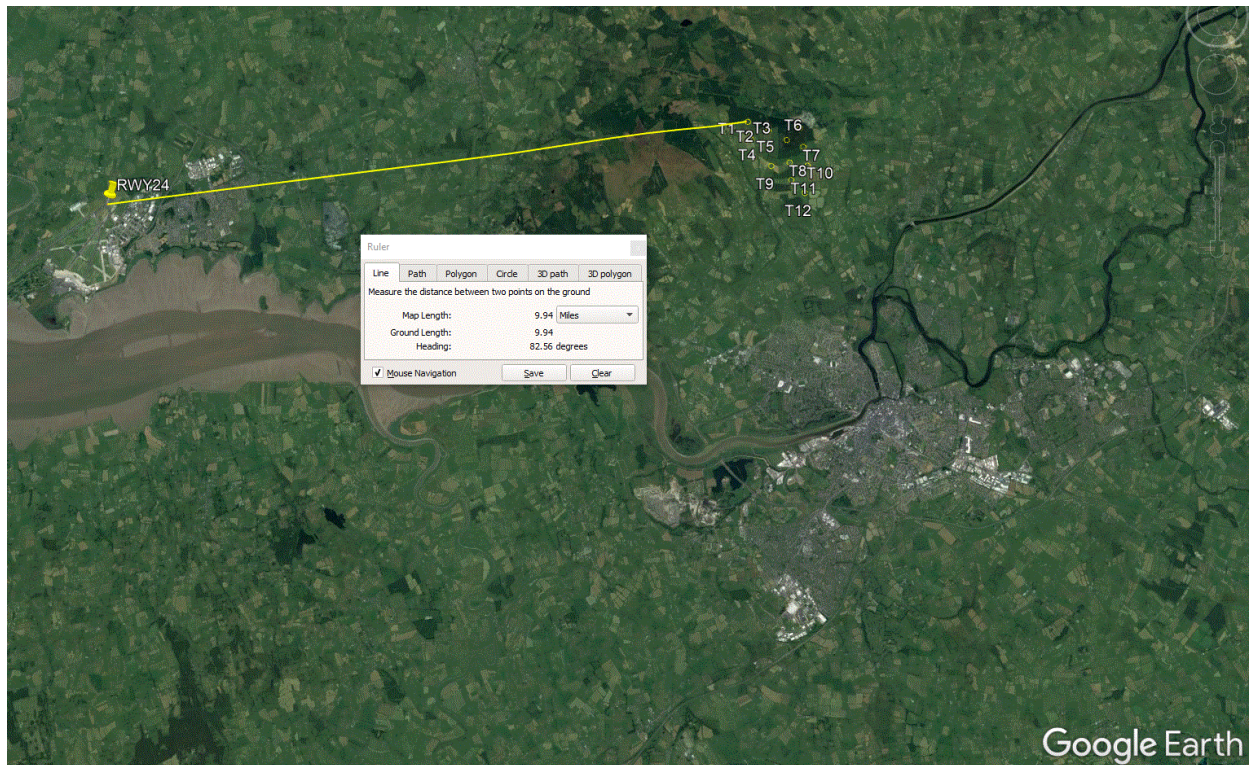 RWY24
T1
T2
T3
T4
T5
T6
T7
T8
T9
T10
T11
T12
Ruler
Line Path Polygon Circle 3D path 3D polygon
Measure the distance between two points on the ground
Map Length: 9.94 Miles
Ground Length: 9.94
Heading: 82.56 degrees
Mouse Navigation Save Clear
Google Earth